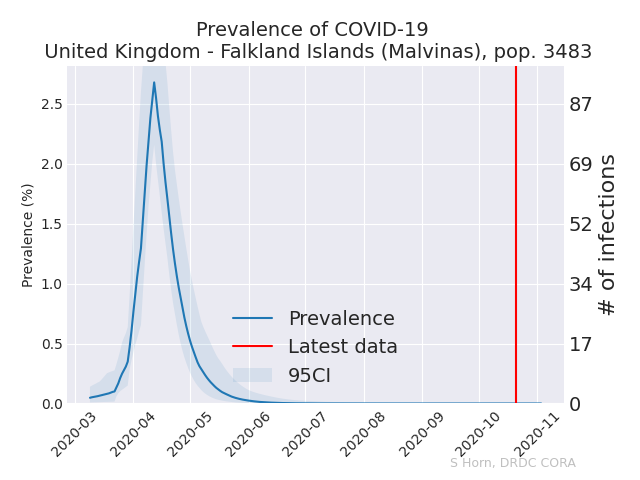 Prevalence of COVID-19
United Kingdom - Falkland Islands (Malvinas), pop. 3483
Prevalence (%)
2.5
2.0
1.5
1.0
0.5
0.0
87
69
52
34
17
0
# of infections
Prevalence
Latest data
95CI
2020-03
2020-04
2020-05
2020-06
2020-07
2020-08
2020-09
2020-10
2020-11
S Horn, DRDC CORA